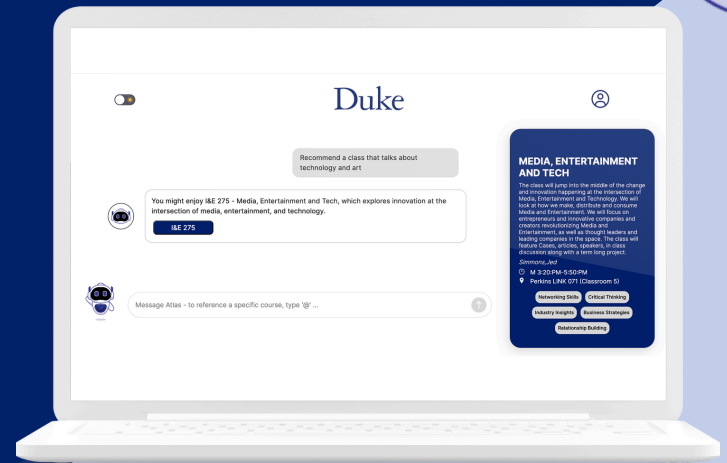 Duke
Recommend a class that talks about
technology and art
You might enjoy I&E 275 - Media, Entertainment and Tech, which explores innovation at the
intersection of media, entertainment, and technology.
I&E 275
Message Atlas - to reference a specific course, type '@' ...
MEDIA, ENTERTAINMENT
AND TECH
The class will jump into the middle of the change
and innovation happening at the intersection of
Media, Entertainment and Technology. We will
look at how we make, distribute and consume
Media and Entertainment. We will focus on
entrepreneurs and innovative companies and
creators revolutionizing Media and
Entertainment, as well as thought leaders and
leading companies in the space. The class will
feature Cases, articles, speakers, in class
discussion along with a term long project.
Simmons,Jed
M 3:20 PM-5:50PM
Perkins LINK 071 (Classroom 5)
Networking Skills Critical Thinking
Industry Insights Business Strategies
Relationship Building